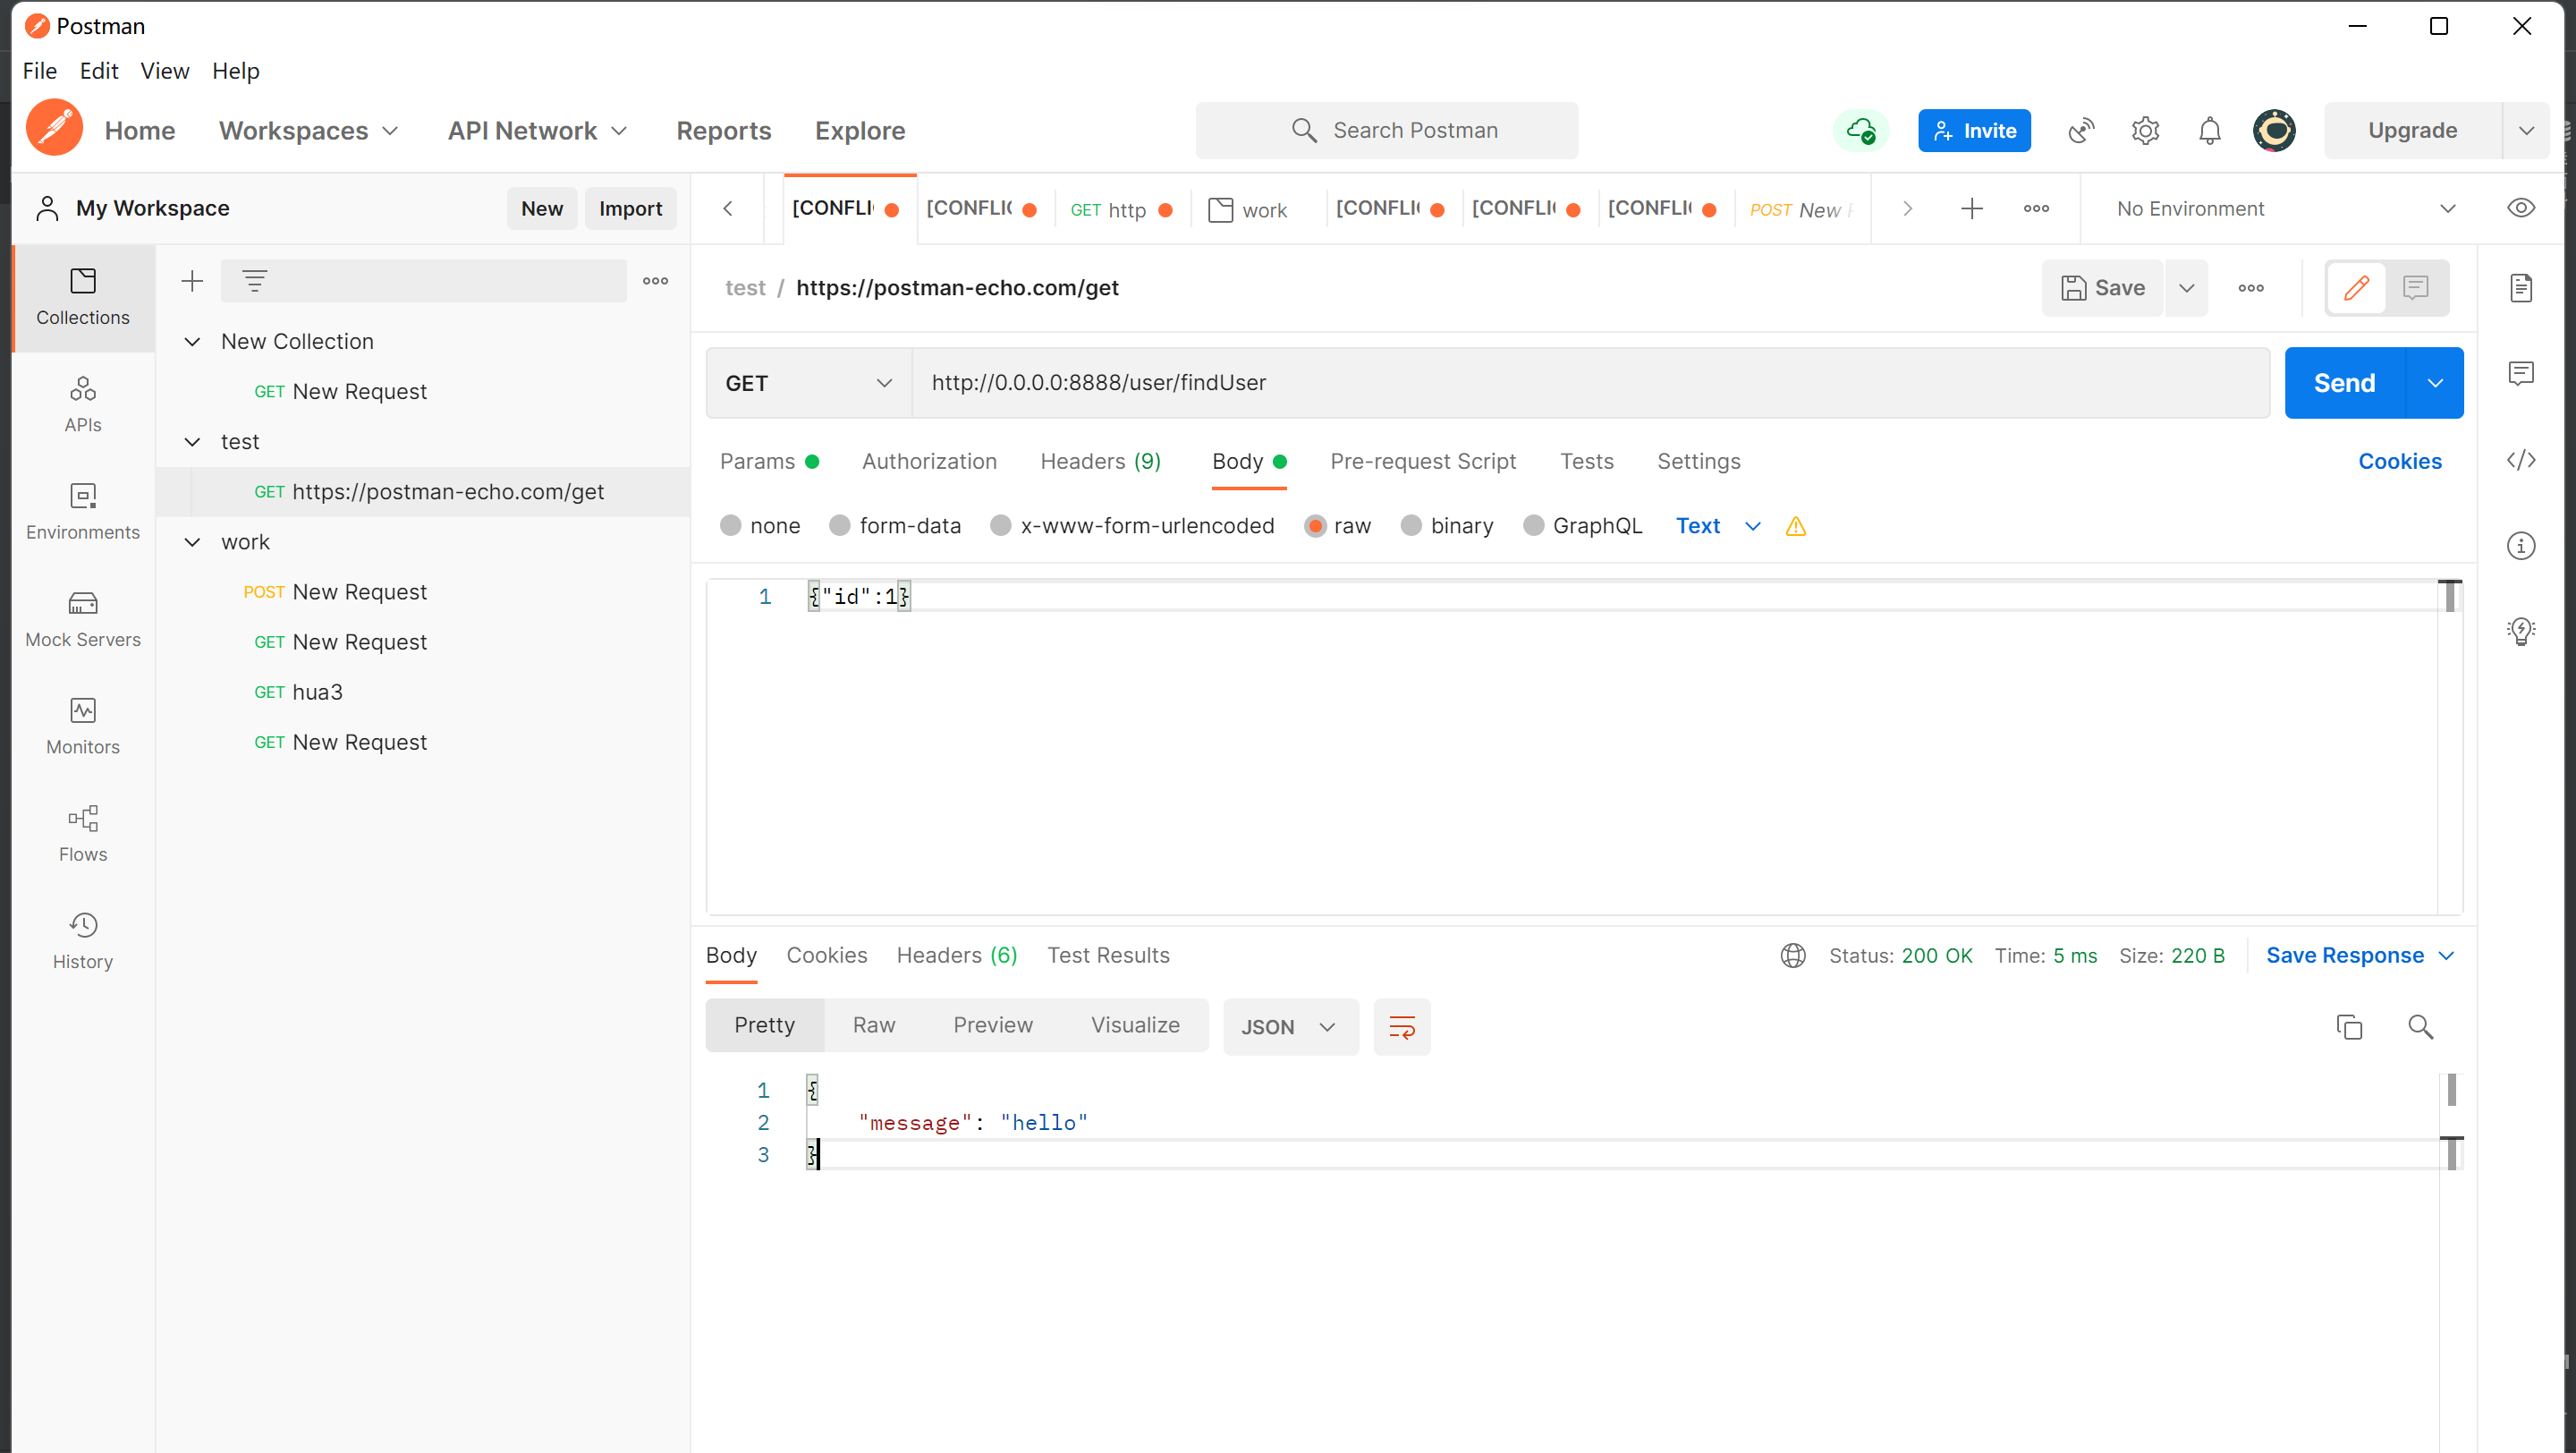 Postman
File Edit View Help
Home Workspaces API Network Reports Explore Search Postman Invite Upgrade
My Workspace New Import
[CONFLI [CONFLI GET http work [CONFLI [CONFLI [CONFLI POST New No Environment
Collections
APIs
Environments
Mock Servers
Monitors
Flows
History
New Collection
GET New Request
test
GET https://postman-echo.com/get
work
POST New Request
GET New Request
GET hua3
GET New Request
test / https://postman-echo.com/get Save
GET http://0.0.0.0:8888/user/findUser Send
Params Authorization Headers (9) Body Pre-request Script Tests Settings Cookies
none form-data x-www-form-urlencoded raw binary GraphQL Text
1 {"id":1}
Body Cookies Headers (6) Test Results Status: 200 OK Time: 5 ms Size: 220 B Save Response
Pretty Raw Preview Visualize JSON
1 {
2 "message": "hello"
3 }